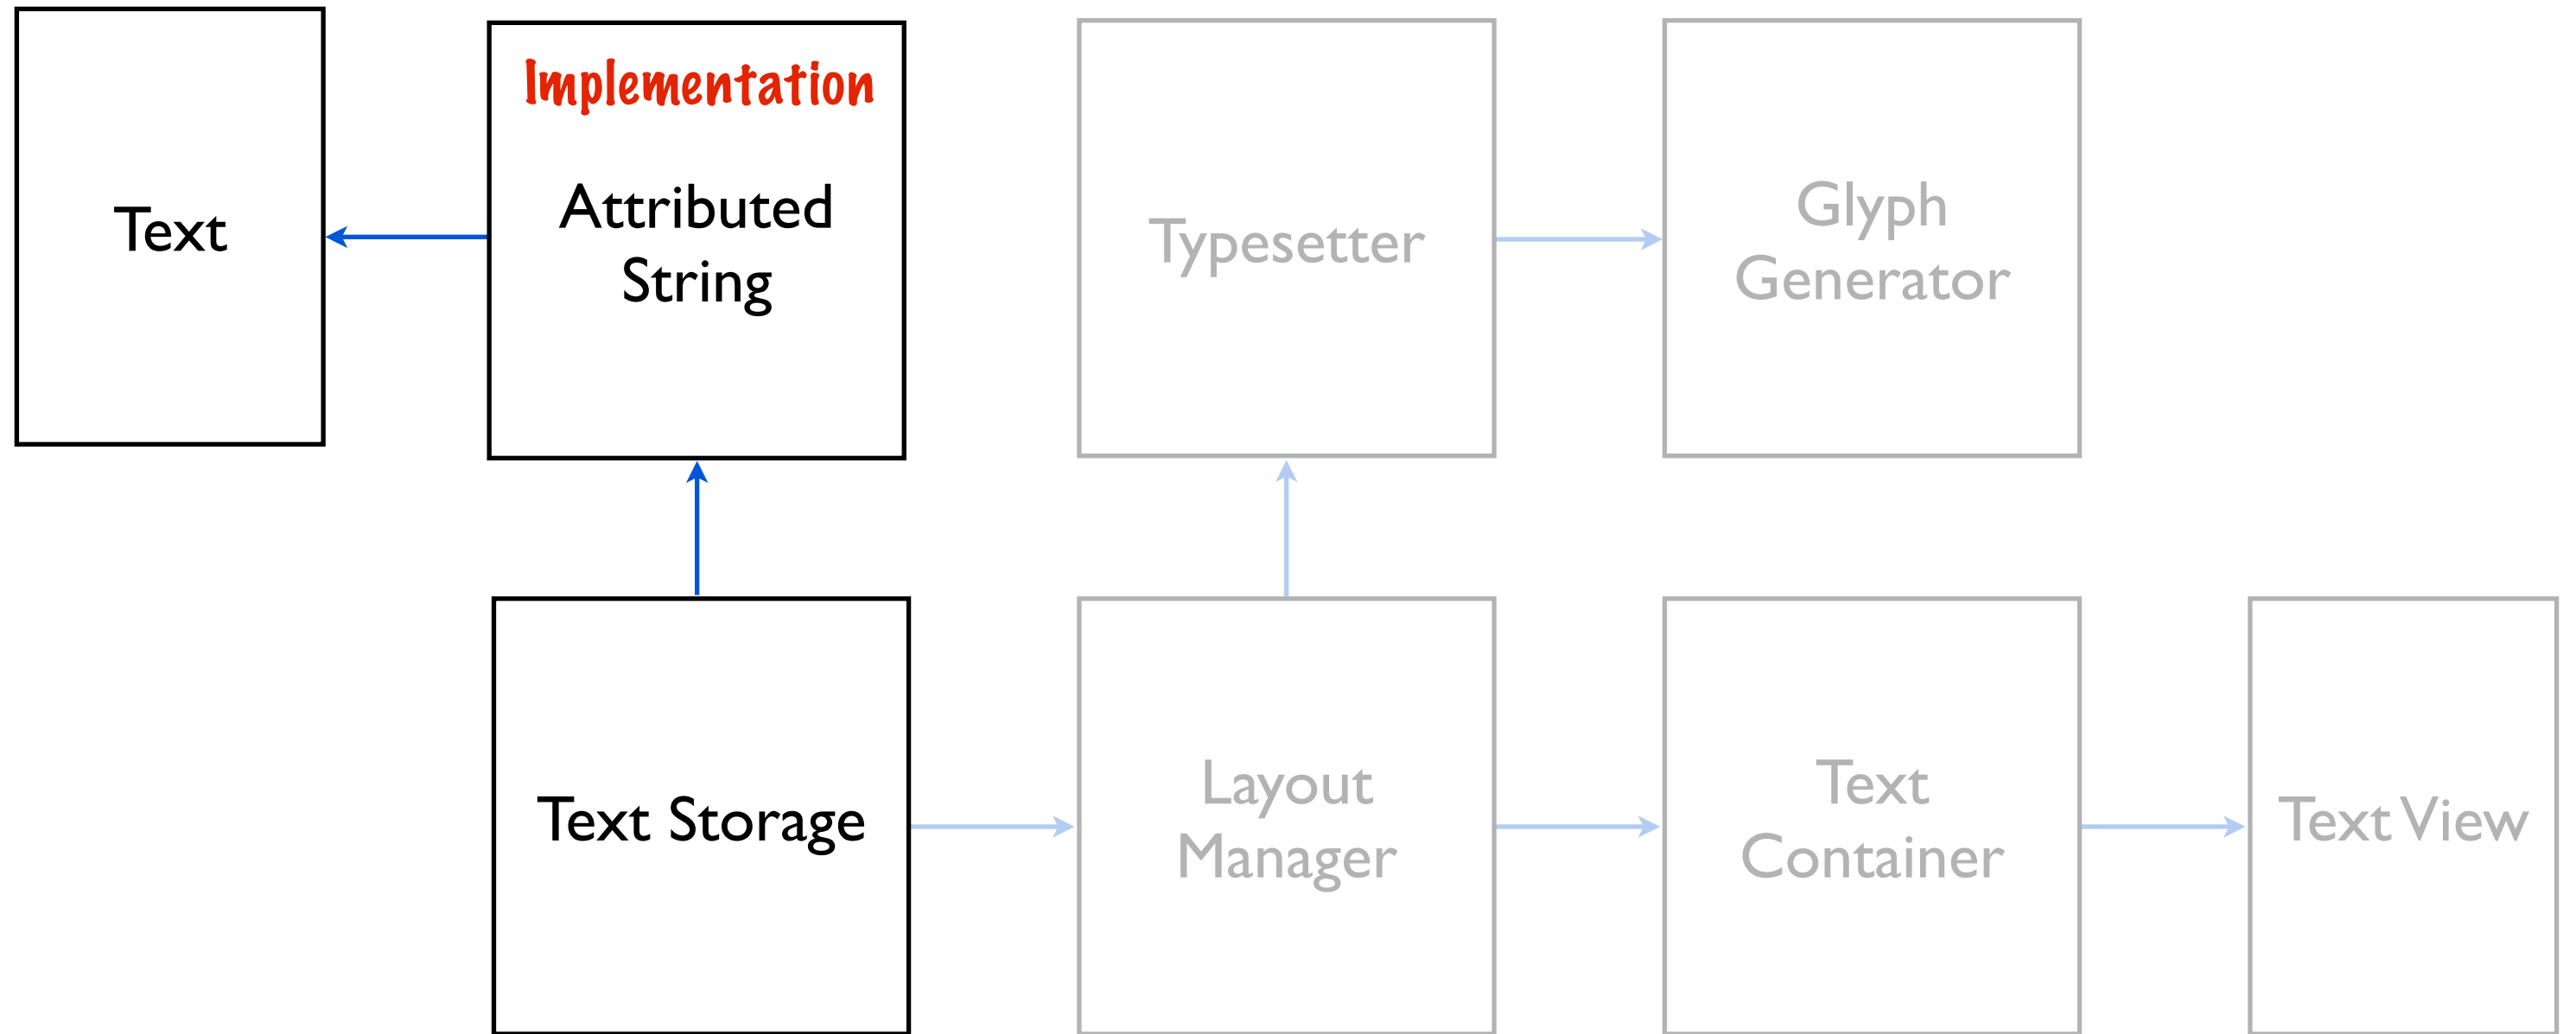 Text
Implementation
Attributed
String
Typesetter
Glyph
Generator
Text Storage
Layout
Manager
Text
Container
Text View